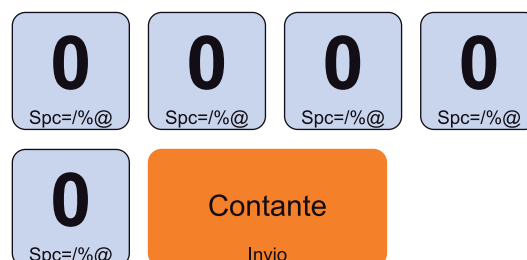 0 0 0 0
Spc=/%@ Spc=/%@ Spc=/%@ Spc=/%@
0 Contante
Spc=/%@ Invio